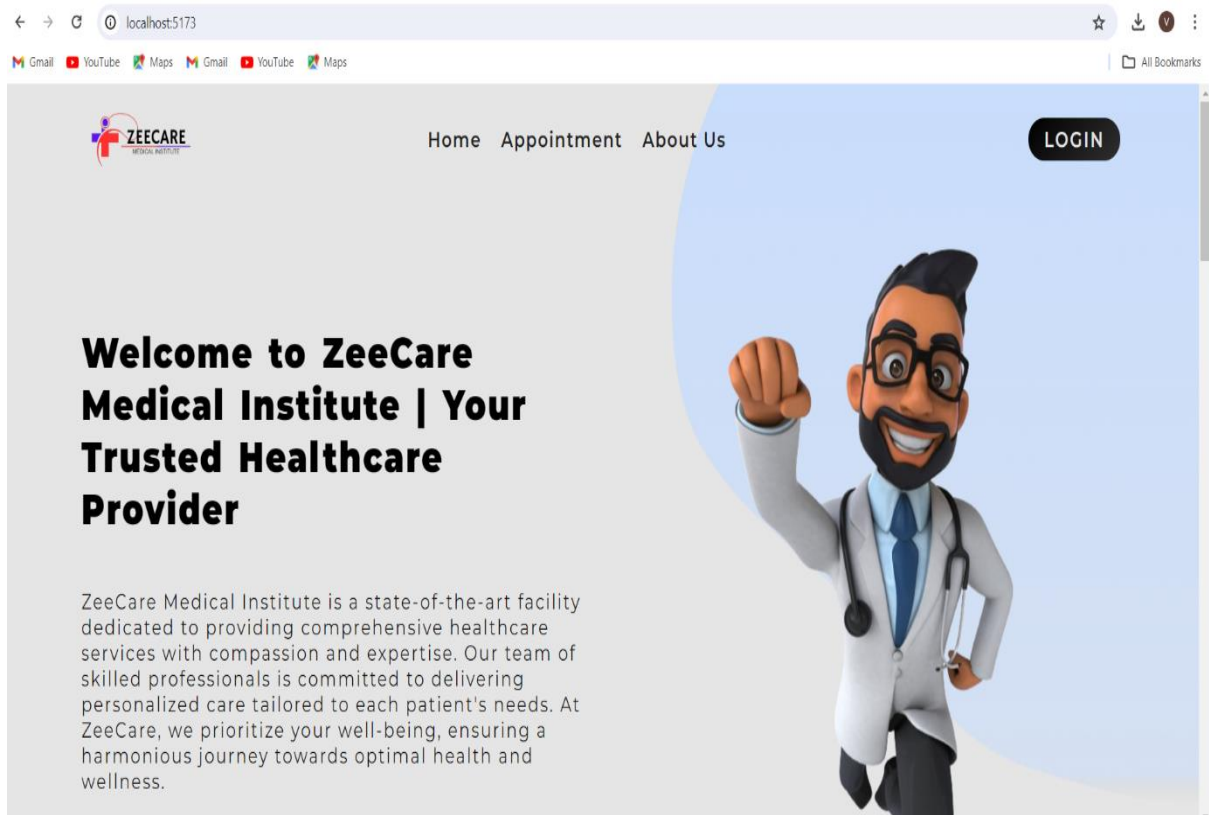 localhost:5173
V
Gmail YouTube Maps Gmail YouTube Maps All Bookmarks
ZEECARE
MEDICAL INSTITUTE
Home Appointment About Us LOGIN
Welcome to ZeeCare
Medical Institute | Your
Trusted Healthcare
Provider
ZeeCare Medical Institute is a state-of-the-art facility
dedicated to providing comprehensive healthcare
services with compassion and expertise. Our team of
skilled professionals is committed to delivering
personalized care tailored to each patient's needs. At
ZeeCare, we prioritize your well-being, ensuring a
harmonious journey towards optimal health and
wellness.